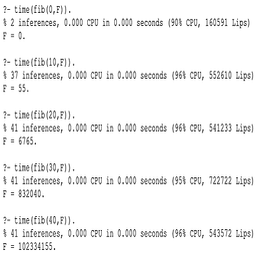 ?- time(fib(0,F)).
% 2 inferences, 0.000 CPU in 0.000 seconds (90% CPU, 160591 Lips)
F = 0.
?- time(fib(10,F)).
% 37 inferences, 0.000 CPU in 0.000 seconds (96% CPU, 552610 Lips)
F = 55.
?- time(fib(20,F)).
% 41 inferences, 0.000 CPU in 0.000 seconds (96% CPU, 541233 Lips)
F = 6765.
?- time(fib(30,F)).
% 41 inferences, 0.000 CPU in 0.000 seconds (95% CPU, 722722 Lips)
F = 832040.
?- time(fib(40,F)).
% 41 inferences, 0.000 CPU in 0.000 seconds (96% CPU, 543572 Lips)
F = 102334155.